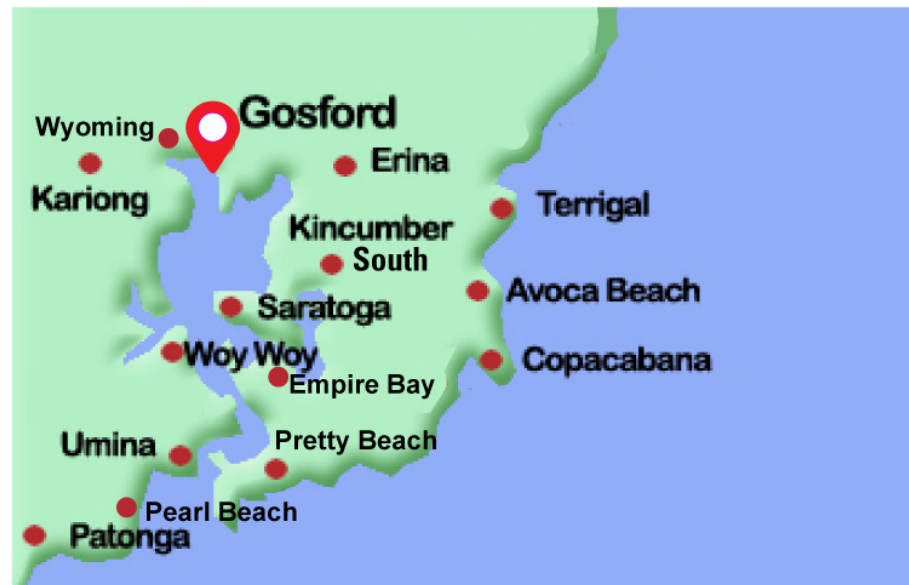 Gosford
Wyoming
Erina
Kariong
Terrigal
Kincumber
South
Avoca Beach
Saratoga
Woy Woy
Copacabana
Empire Bay
Umina
Pretty Beach
Pearl Beach
Patonga